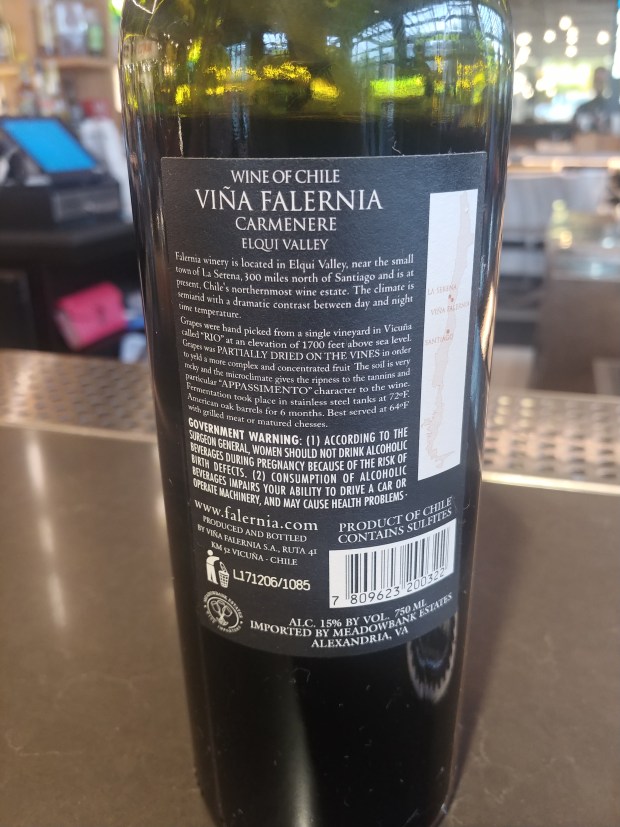 WINE OF CHILE
VIÑA FALERNIA
CARMENERE
ELQUI VALLEY
Falernia winery is located in Elqui Valley, near the small
town of La Serena, 300 miles north of Santiago and is at
present, Chile's northernmost wine estate. The climate is
semiarid with a dramatic contrast between day and night
time temperature.
Grapes were hand picked from a single vineyard in Vicuña
called "RIO" at an elevation of 1700 feet above sea level.
Grapes was PARTIALLY DRIED ON THE VINES in order
to yeld a more complex and concentrated fruit The soil is very
rocky and the microclimate gives the ripness to the tannins and
particular "APPASSIMENTO" character to the wine.
Fermentation took place in stainless steel tanks at 72ºF.
American oak barrels for 6 months. Best served at 64ºF
with grilled meat or matured chesses.
GOVERNMENT WARNING: (1) ACCORDING TO THE
SURGEON GENERAL, WOMEN SHOULD NOT DRINK ALCOHOLIC
BEVERAGES DURING PREGNANCY BECAUSE OF THE RISK OF
BIRTH DEFECTS. (2) CONSUMPTION OF ALCOHOLIC
BEVERAGES IMPAIRS YOUR ABILITY TO DRIVE A CAR OR
OPERATE MACHINERY, AND MAY CAUSE HEALTH PROBLEMS.
LA SERENA
VIÑA FALERNIA
SANTIAGO
www.falernia.com
PRODUCED AND BOTTLED
BY VIÑA FALERNIA S.A., RUTA 41
KM 52 VICUÑA - CHILE
L171206/1085
PRODUCT OF CHILE
CONTAINS SULFITES
7 809623 200322
ALC. 15% BY VOL. 750 ML
IMPORTED BY MEADOWBANK ESTATES
ALEXANDRIA, VA